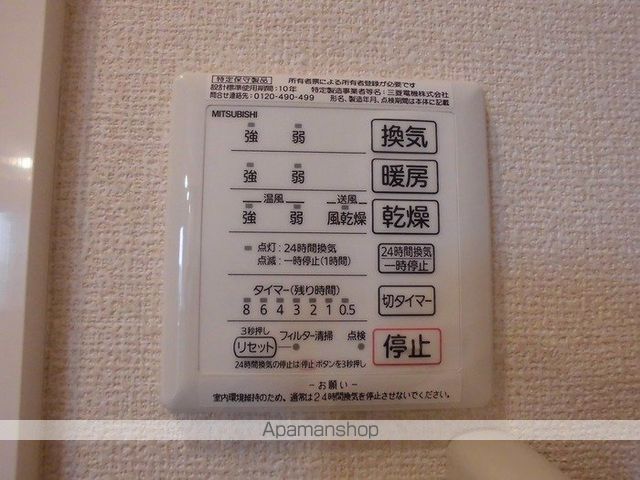 特定保守製品 所有者票による所有者登録が必要です
設計標準使用期間:10年 特定製造事業者等名:三菱電機株式会社
問合せ連絡先:0120-490-499 形名、製造年月、点検期間は本体に記載
MITSUBISHI
強 弱 換気
強 弱 暖房
温風 送風
強 弱 風乾燥 乾燥
点灯:24時間換気
点滅:一時停止(1時間)
24時間換気
一時停止
タイマー(残り時間)
8 6 4 3 2 1 0.5
切タイマー
3秒押し
リセット フィルター清掃 点検
停止
24時間換気の停止は停止ボタンを3秒押し
-お願い-
室内環境維持のため、通常は24時間換気を停止させないでください。
Apamanshop